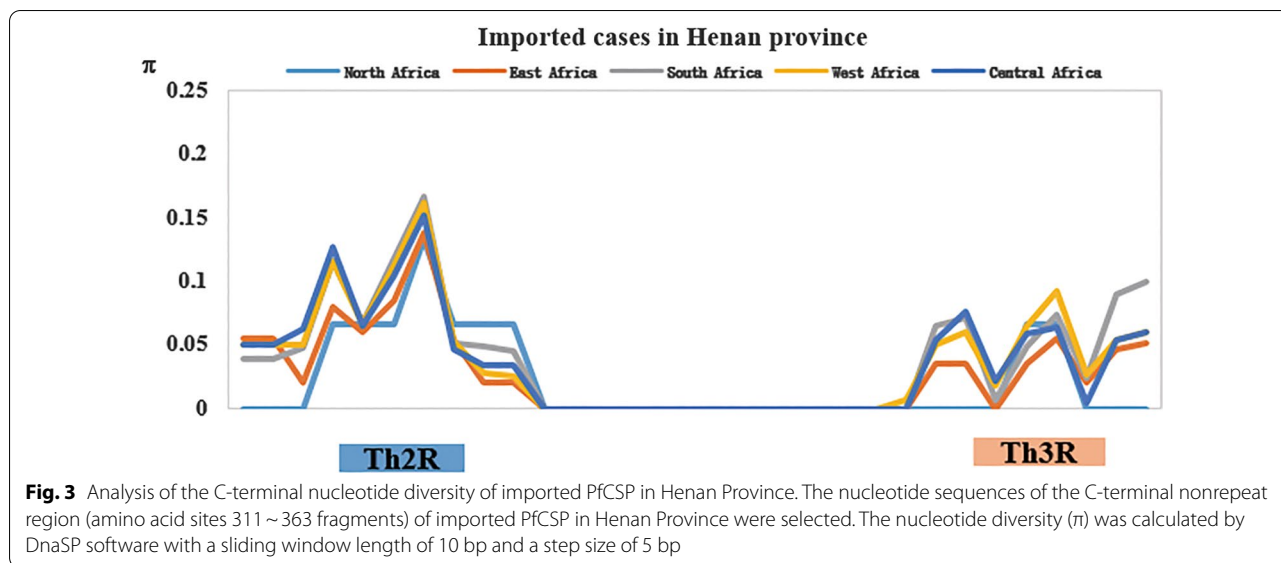 Imported cases in Henan province
π
North Africa East Africa South Africa West Africa Central Africa
0.25
0.2
0.15
0.1
0.05
0
Th2R Th3R
Fig. 3 Analysis of the C-terminal nucleotide diversity of imported PfCSP in Henan Province. The nucleotide sequences of the C-terminal nonrepeat
region (amino acid sites 311 ~ 363 fragments) of imported PfCSP in Henan Province were selected. The nucleotide diversity (π) was calculated by
DnaSP software with a sliding window length of 10 bp and a step size of 5 bp